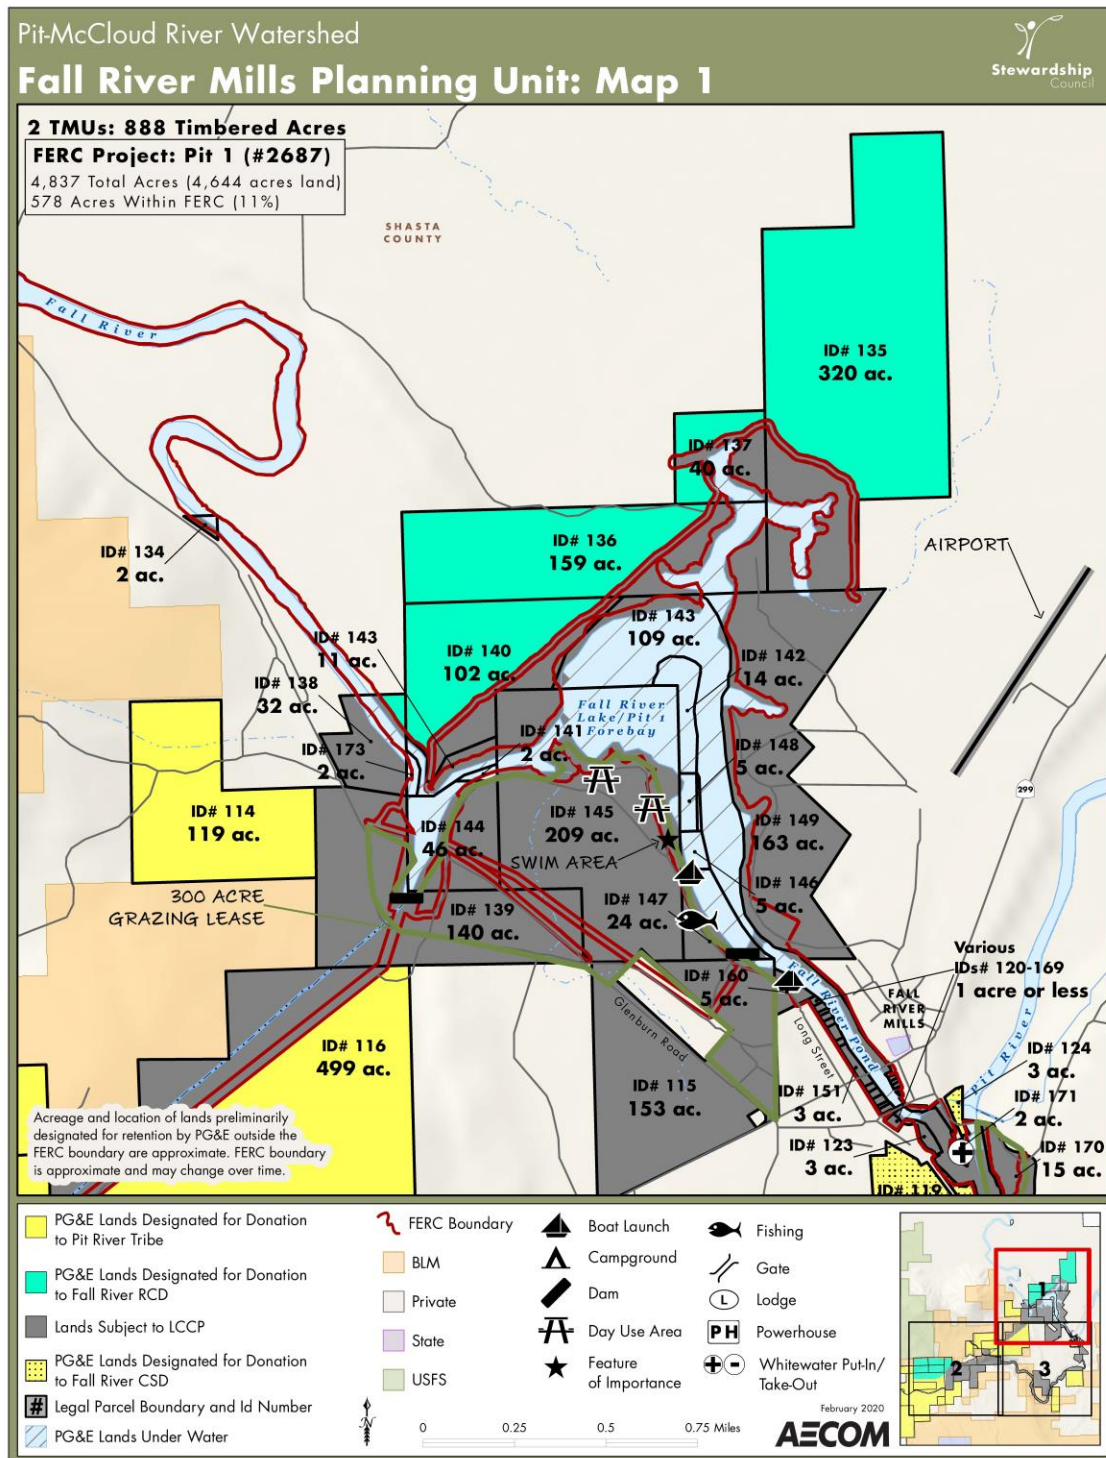 Pit-McCloud River Watershed
Fall River Mills Planning Unit: Map 1
Stewardship
Council
2 TMUs: 888 Timbered Acres
FERC Project: Pit 1 (#2687)
4,837 Total Acres (4,644 acres land)
578 Acres Within FERC (11%)
SHASTA
COUNTY
Fall River
ID# 135
320 ac.
ID# 137
40 ac.
ID# 136
159 ac.
ID# 134
2 ac.
AIRPORT
ID# 143
11 ac.
ID# 140
102 ac.
ID# 143
109 ac.
ID# 142
14 ac.
ID# 138
32 ac.
Fall River
Lake/Pit 1
Forebay
ID# 141
2 ac.
ID# 173
2 ac.
ID# 148
5 ac.
299
ID# 114
119 ac.
ID# 144
46 ac.
ID# 145
209 ac.
ID# 149
163 ac.
SWIM AREA
300 ACRE
GRAZING LEASE
ID# 146
5 ac.
ID# 139
140 ac.
ID# 147
24 ac.
Various
IDs# 120-169
1 acre or less
ID# 160
5 ac.
Fall River Pond
FALL
RIVER
MILLS
Pit River
Glenburn Road
Long Street
ID# 116
499 ac.
ID# 124
3 ac.
ID# 115
153 ac.
ID# 151
3 ac.
ID# 171
2 ac.
ID# 123
3 ac.
ID# 170
15 ac.
ID# 119
Acreage and location of lands preliminarily
designated for retention by PG&E outside the
FERC boundary are approximate. FERC boundary
is approximate and may change over time.
PG&E Lands Designated for Donation
to Pit River Tribe
PG&E Lands Designated for Donation
to Fall River RCD
Lands Subject to LCCP
PG&E Lands Designated for Donation
to Fall River CSD
# Legal Parcel Boundary and Id Number
PG&E Lands Under Water
FERC Boundary
BLM
Private
State
USFS
Boat Launch
Campground
Dam
Day Use Area
Feature
of Importance
Fishing
Gate
L Lodge
PH Powerhouse
Whitewater Put-In/
Take-Out
N
0 0.25 0.5 0.75 Miles
February 2020
AECOM
1
2
3